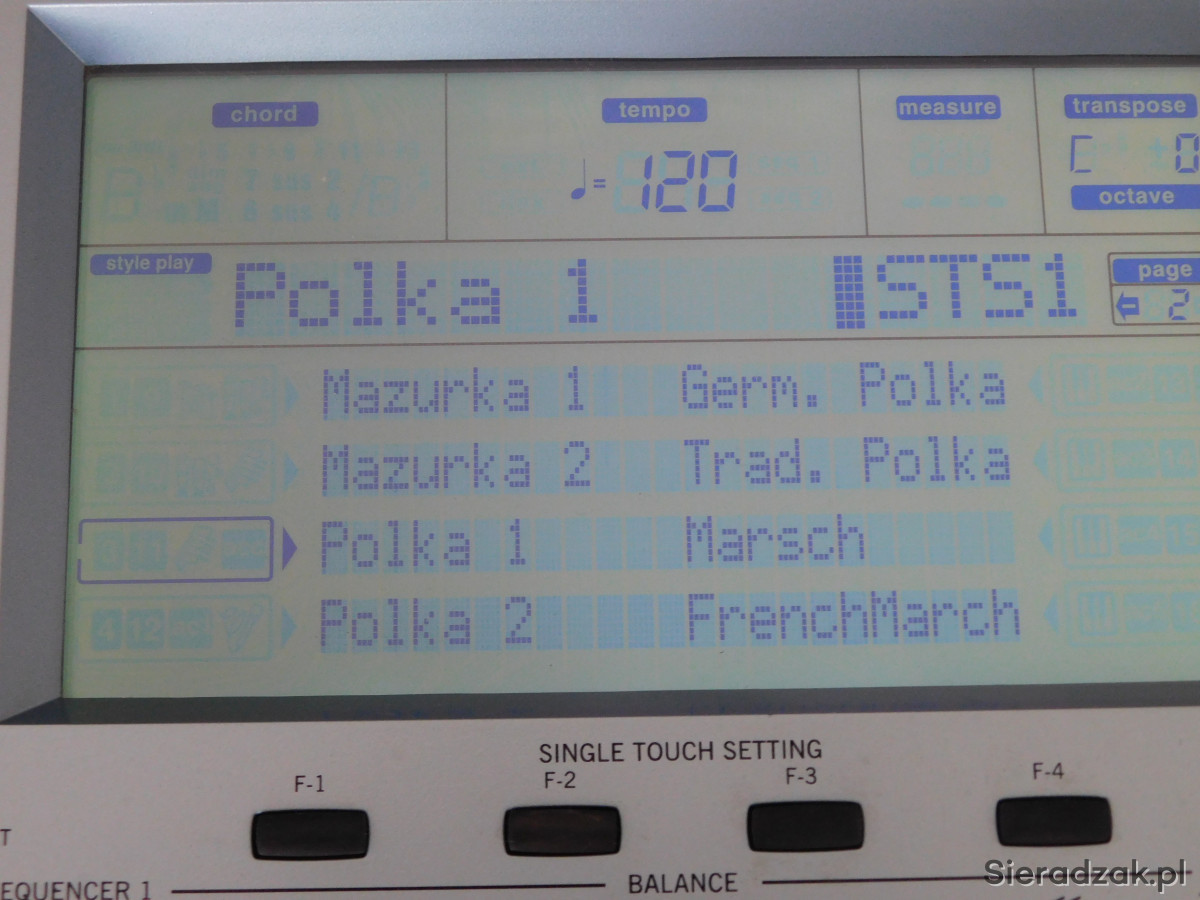 chord
tempo
measure
transpose
♩=120
C 0
octave
style play
Polka 1
STS1
page
2
Mazurka 1 Germ. Polka
Mazurka 2 Trad. Polka
Polka 1 Marsch
Polka 2 FrenchMarch
SINGLE TOUCH SETTING
F-1 F-2 F-3 F-4
T
EQUENCER 1 BALANCE
Sieradzak.pl